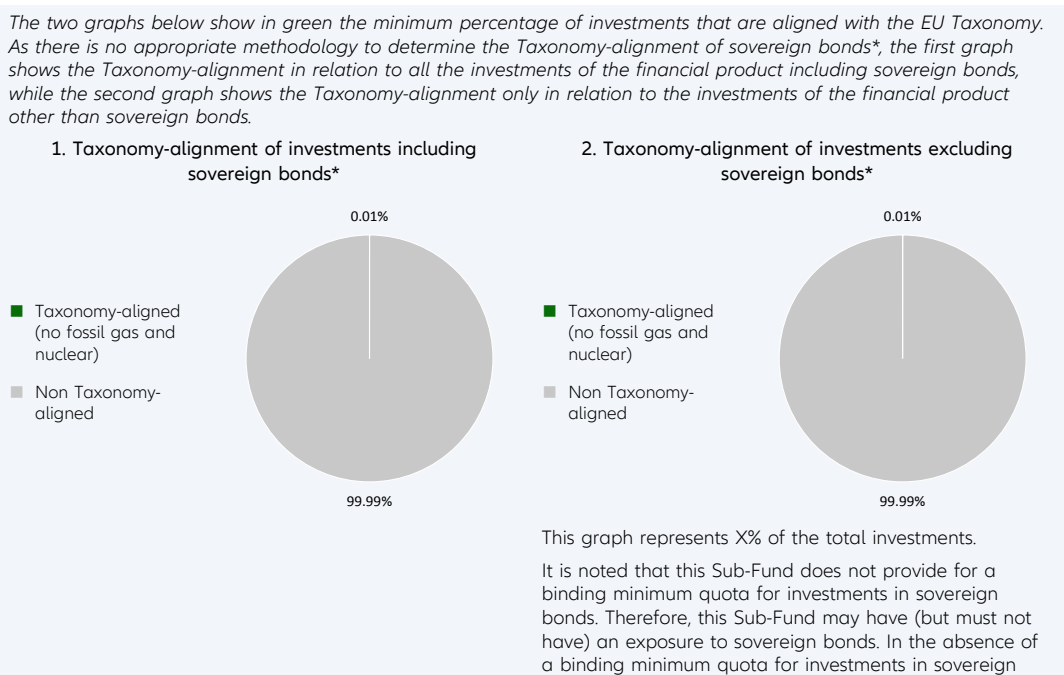 The two graphs below show in green the minimum percentage of investments that are aligned with the EU Taxonomy.
As there is no appropriate methodology to determine the Taxonomy-alignment of sovereign bonds*, the first graph
shows the Taxonomy-alignment in relation to all the investments of the financial product including sovereign bonds,
while the second graph shows the Taxonomy-alignment only in relation to the investments of the financial product
other than sovereign bonds.
1. Taxonomy-alignment of investments including
sovereign bonds*
0.01%
Taxonomy-aligned
(no fossil gas and
nuclear)
Non Taxonomy-
aligned
99.99%
2. Taxonomy-alignment of investments excluding
sovereign bonds*
0.01%
Taxonomy-aligned
(no fossil gas and
nuclear)
Non Taxonomy-
aligned
99.99%
This graph represents X% of the total investments.
It is noted that this Sub-Fund does not provide for a
binding minimum quota for investments in sovereign
bonds. Therefore, this Sub-Fund may have (but must not
have) an exposure to sovereign bonds. In the absence of
a binding minimum quota for investments in sovereign